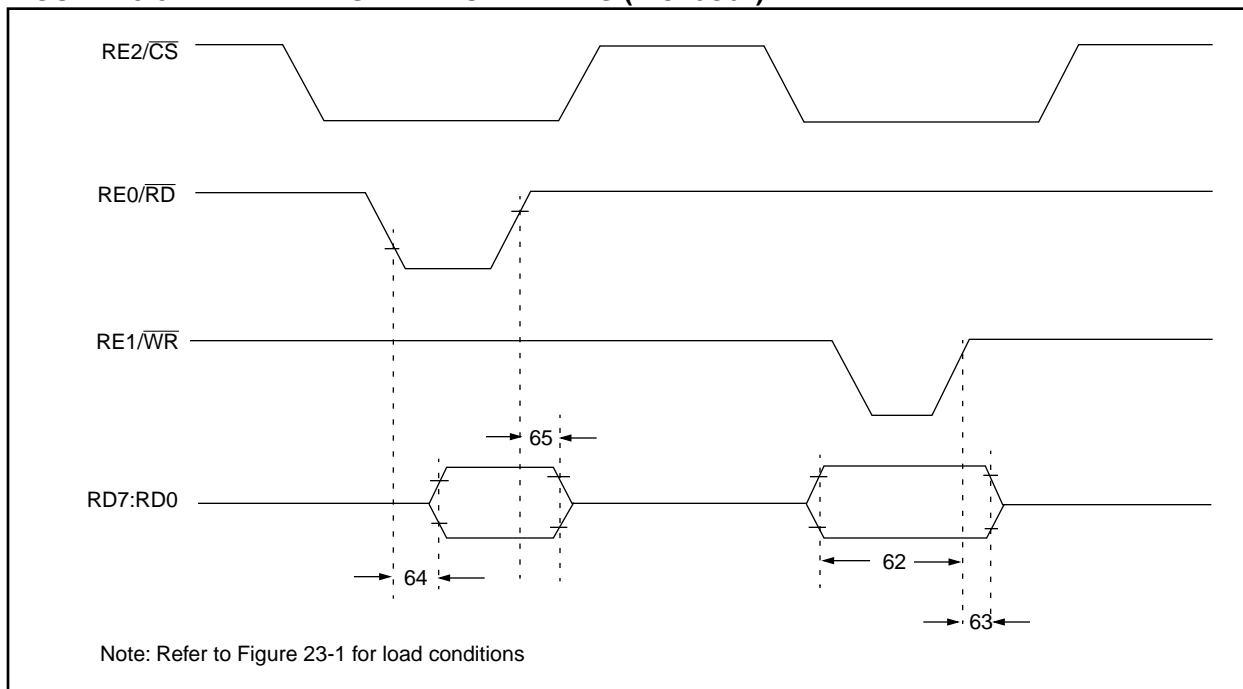 RE2/CS
RE0/RD
RE1/WR
65
RD7:RD0
64
62
63
Note: Refer to Figure 23-1 for load conditions